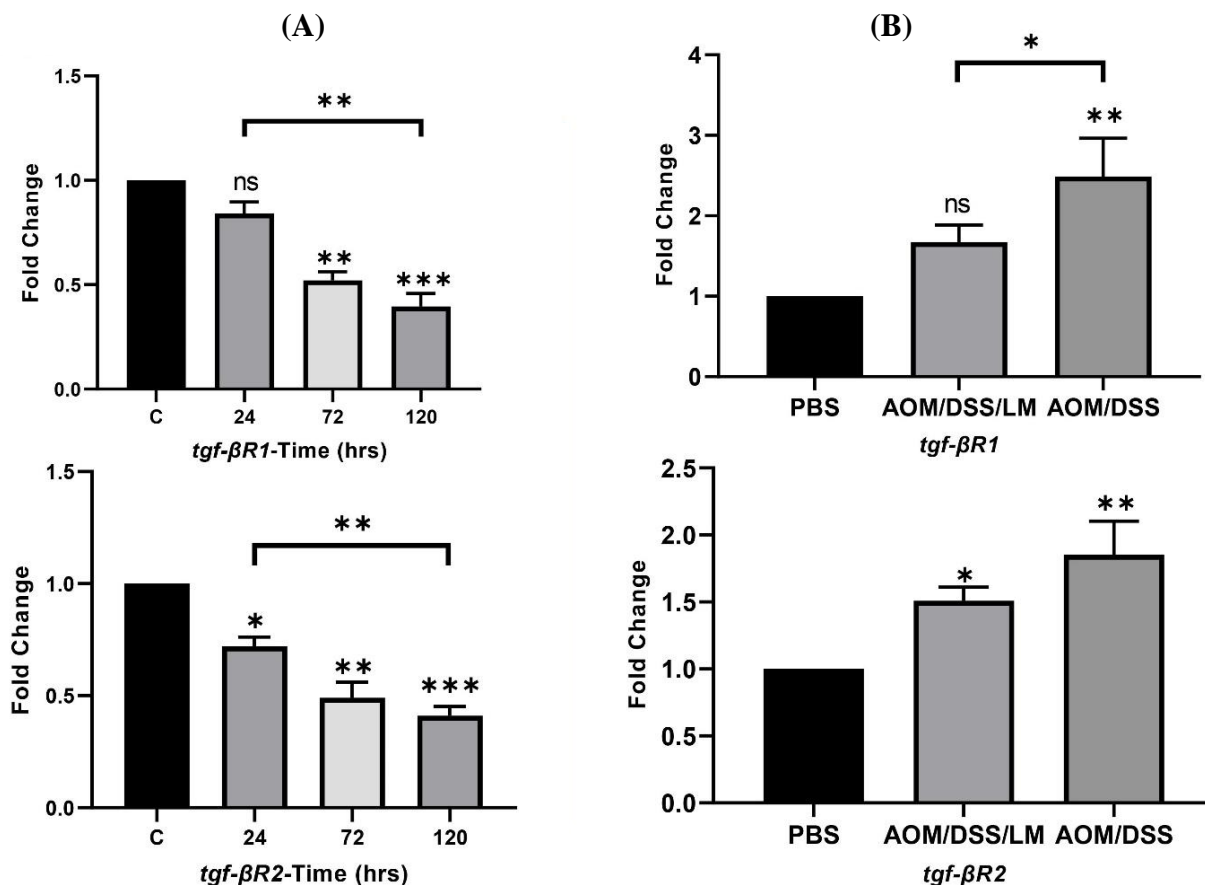 (A)
1.5
1.0
0.5
0.0
Fold Change
**
ns
**
***
C 24 72 120
tgf-βR1-Time (hrs)
1.5
1.0
0.5
0.0
Fold Change
**
*
**
***
C 24 72 120
tgf-βR2-Time (hrs)
(B)
4
3
2
1
0
Fold Change
*
ns
**
PBS AOM/DSS/LM AOM/DSS
tgf-βR1
2.5
2.0
1.5
1.0
0.5
0.0
Fold Change
*
**
PBS AOM/DSS/LM AOM/DSS
tgf-βR2